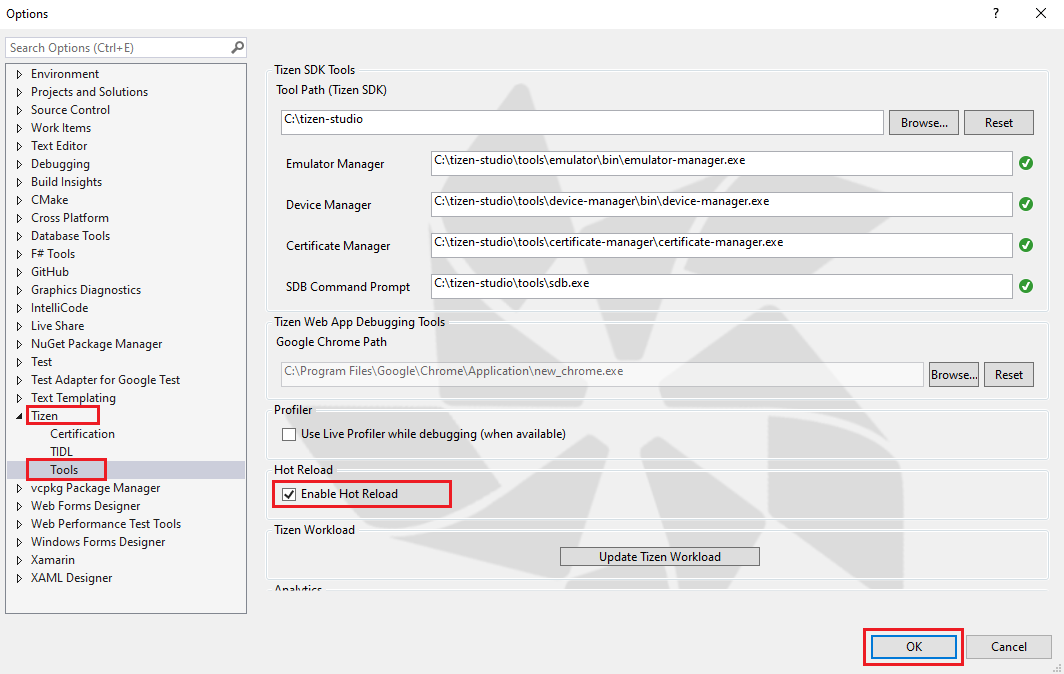 Options
?
Search Options (Ctrl+E)
Environment
Projects and Solutions
Source Control
Work Items
Text Editor
Debugging
Build Insights
CMake
Cross Platform
Database Tools
F# Tools
GitHub
Graphics Diagnostics
IntelliCode
Live Share
NuGet Package Manager
Test
Test Adapter for Google Test
Text Templating
Tizen
Certification
TIDL
Tools
vcpkg Package Manager
Web Forms Designer
Web Performance Test Tools
Windows Forms Designer
Xamarin
XAML Designer
Tizen SDK Tools
Tool Path (Tizen SDK)
C:\tizen-studio Browse... Reset
Emulator Manager C:\tizen-studio\tools\emulator\bin\emulator-manager.exe
Device Manager C:\tizen-studio\tools\device-manager\bin\device-manager.exe
Certificate Manager C:\tizen-studio\tools\certificate-manager\certificate-manager.exe
SDB Command Prompt C:\tizen-studio\tools\sdb.exe
Tizen Web App Debugging Tools
Google Chrome Path
C:\Program Files\Google\Chrome\Application\new_chrome.exe Browse... Reset
Profiler
Use Live Profiler while debugging (when available)
Hot Reload
Enable Hot Reload
Tizen Workload
Update Tizen Workload
Analytics
OK Cancel